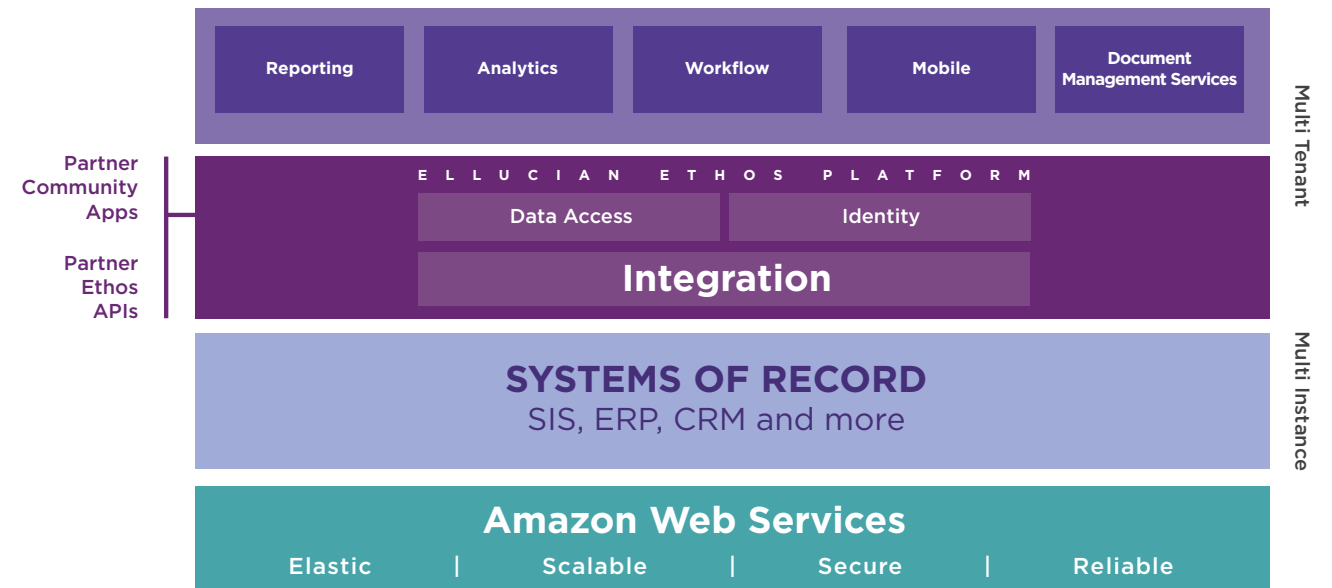 Reporting
Analytics
Workflow
Mobile
Document
Management Services
Multi Tenant
Partner
Community
Apps
Partner
Ethos
APIs
ELLUCIAN ETHOS PLATFORM
Data Access
Identity
Integration
SYSTEMS OF RECORD
SIS, ERP, CRM and more
Multi Instance
Amazon Web Services
Elastic | Scalable | Secure | Reliable